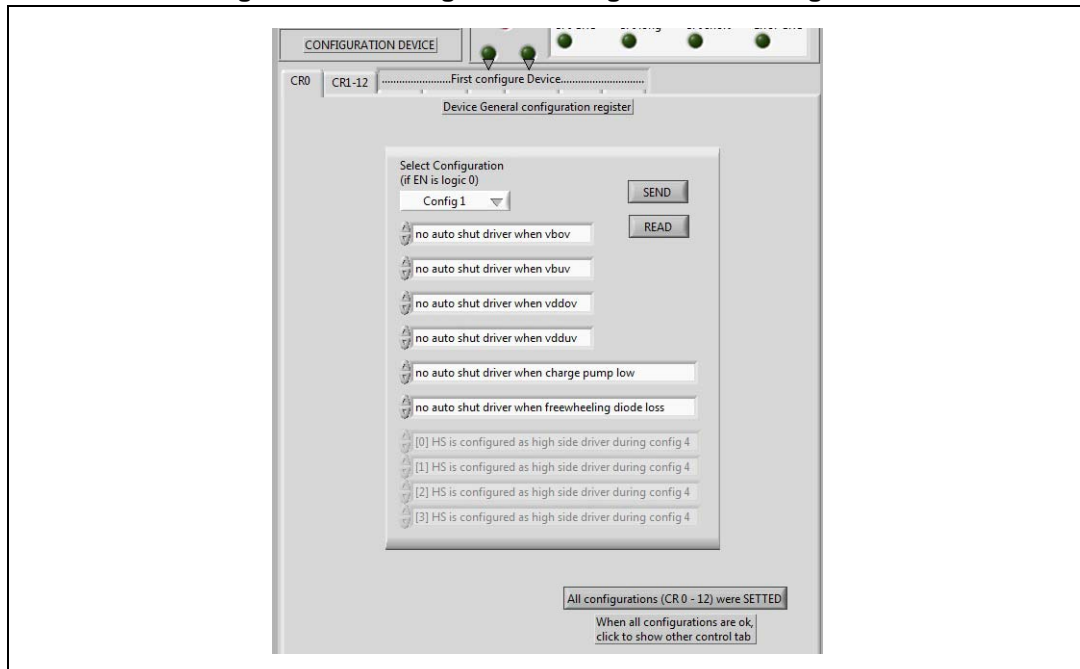 CONFIGURATION DEVICE
CR0
CR1-12
.......................First configure Device............................
Device General configuration register
Select Configuration
(if EN is logic 0)
Config 1
SEND
READ
no auto shut driver when vbov
no auto shut driver when vbuv
no auto shut driver when vddov
no auto shut driver when vdduv
no auto shut driver when charge pump low
no auto shut driver when freewheeling diode loss
[0] HS is configured as high side driver during config 4
[1] HS is configured as high side driver during config 4
[2] HS is configured as high side driver during config 4
[3] HS is configured as high side driver during config 4
All configurations (CR 0 - 12) were SETTED
When all configurations are ok,
click to show other control tab